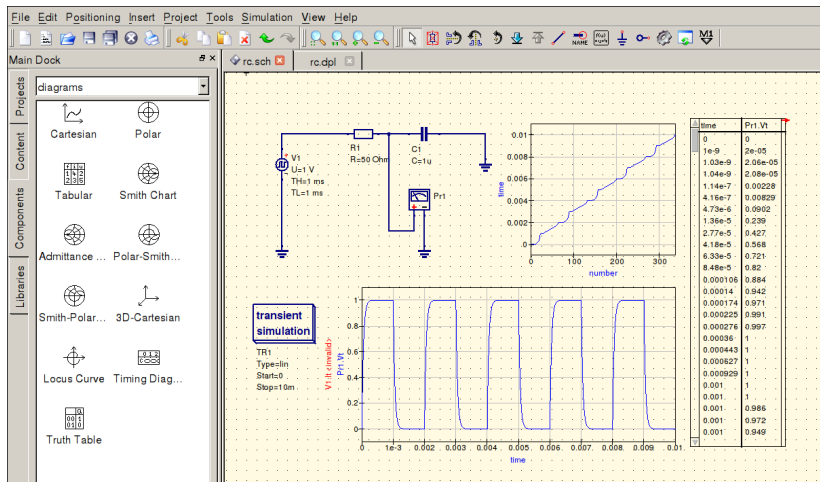 File Edit Positioning Insert Project Tools Simulation View Help
NAME
Main Dock
rc.sch
rc.dpl
Projects
Content
Components
Libraries
diagrams
Cartesian
Polar
Tabular
Smith Chart
Admittance ...
Polar-Smith...
Smith-Polar...
3D-Cartesian
Locus Curve
Timing Diag...
Truth Table
V1
U=1 V
TH=1 ms
TL=1 ms
R1
R=50 Ohm
C1
C=1u
Pr1
time
0.01
0.008
0.006
0.004
0.002
0
0 100 200 300
number
transient
simulation
TR1
Type=lin
Start=0
Stop=10m
V1.It <invalid>
Pr1.Vt
1
0.8
0.6
0.4
0.2
0
0 1e-3 0.002 0.003 0.004 0.005 0.006 0.007 0.008 0.009 0.01
time
time Pr1.Vt
0 0
1e-9 2e-05
1.03e-9 2.06e-05
1.04e-9 2.08e-05
1.14e-7 0.00228
4.16e-7 0.00829
4.73e-6 0.0902
1.36e-5 0.239
2.77e-5 0.427
4.18e-5 0.568
6.33e-5 0.721
8.48e-5 0.82
0.000106 0.884
0.00014 0.942
0.000174 0.971
0.000225 0.991
0.000276 0.997
0.00036 1
0.000443 1
0.000627 1
0.000929 1
0.001 1
0.001 1
0.001 0.986
0.001 0.972
0.001 0.949